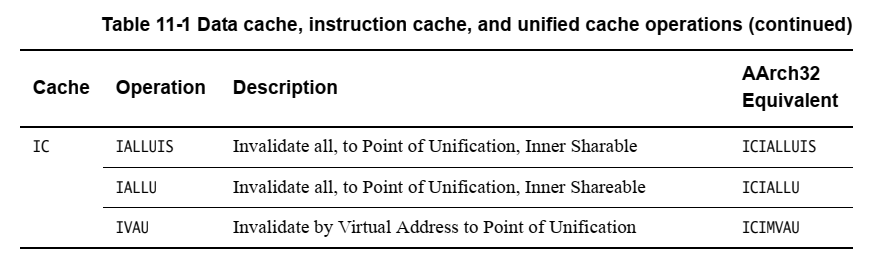 Table 11-1 Data cache, instruction cache, and unified cache operations (continued)
Cache Operation Description AArch32 Equivalent
IC IALLUIS Invalidate all, to Point of Unification, Inner Sharable ICIALLUIS
IALLU Invalidate all, to Point of Unification, Inner Shareable ICIALLU
IVAU Invalidate by Virtual Address to Point of Unification ICIMVAU